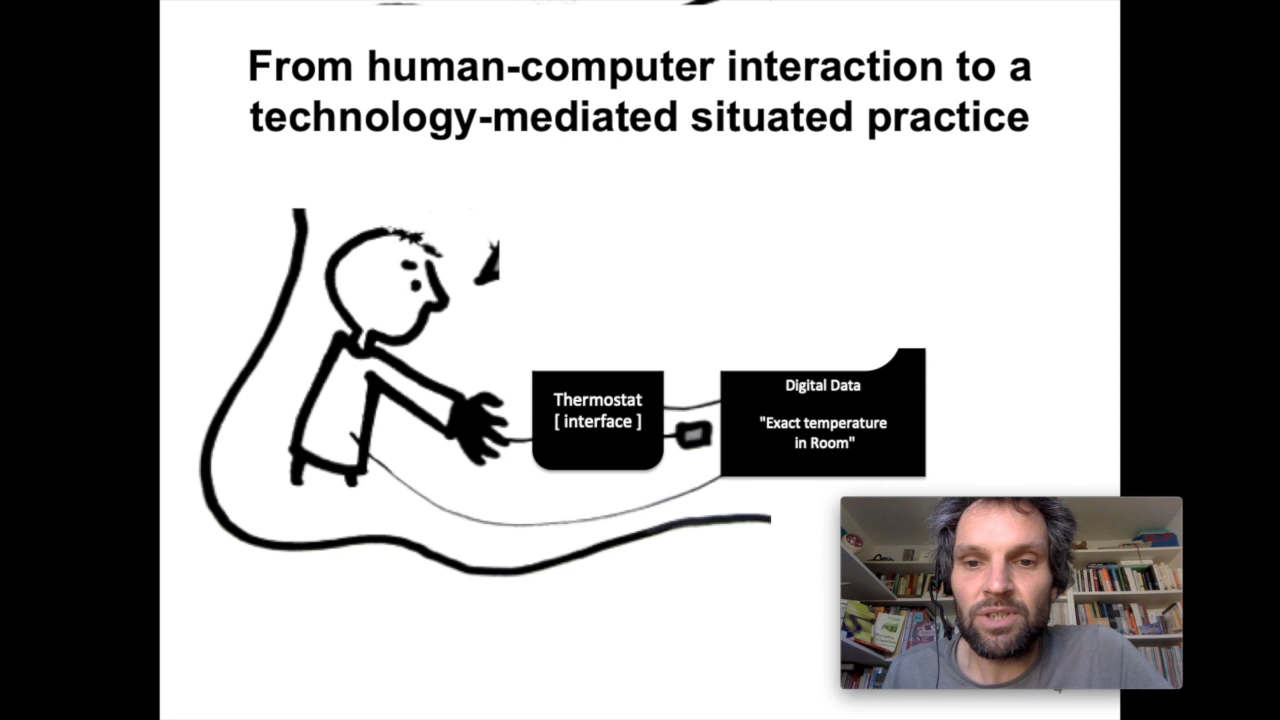 From human-computer interaction to a
technology-mediated situated practice
Thermostat
[ interface ]
Digital Data
"Exact temperature
in Room"